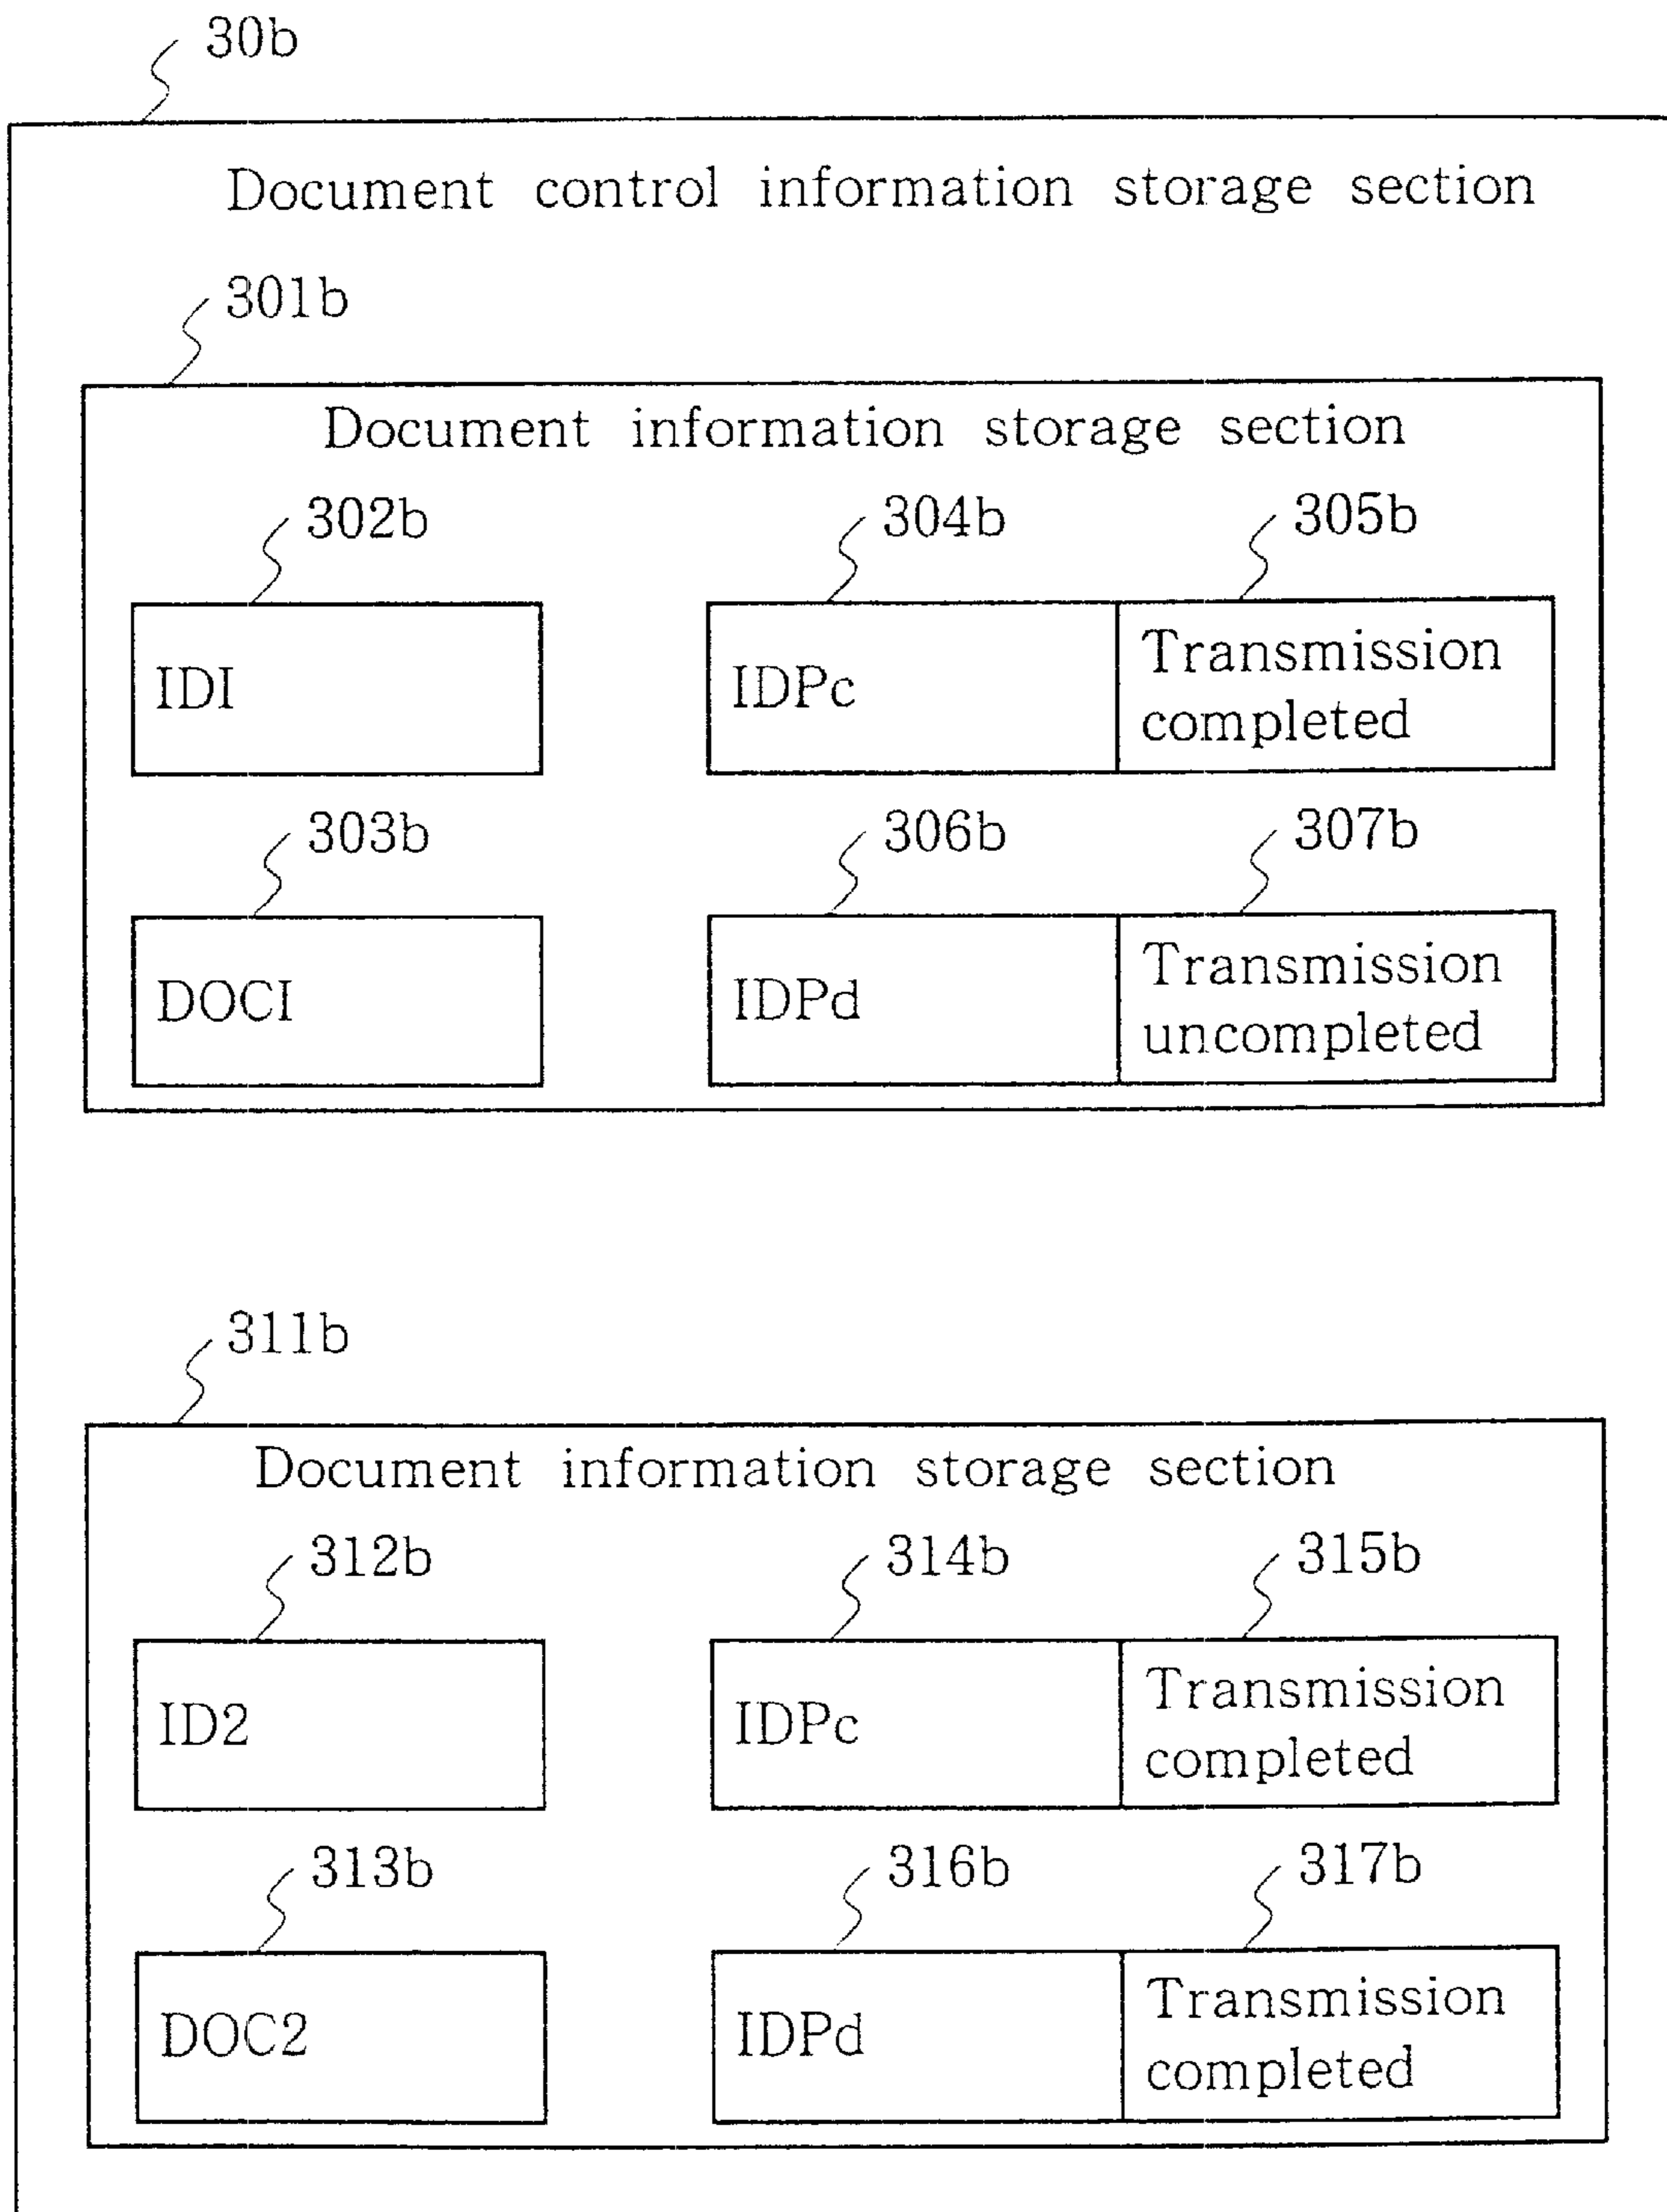 30b
Document control information storage section
301b
Document information storage section
302b 304b 305b
IDI IDPc Transmission
completed
303b 306b 307b
DOCI IDPd Transmission
uncompleted
311b
Document information storage section
312b 314b 315b
ID2 IDPc Transmission
completed
313b 316b 317b
DOC2 IDPd Transmission
completed